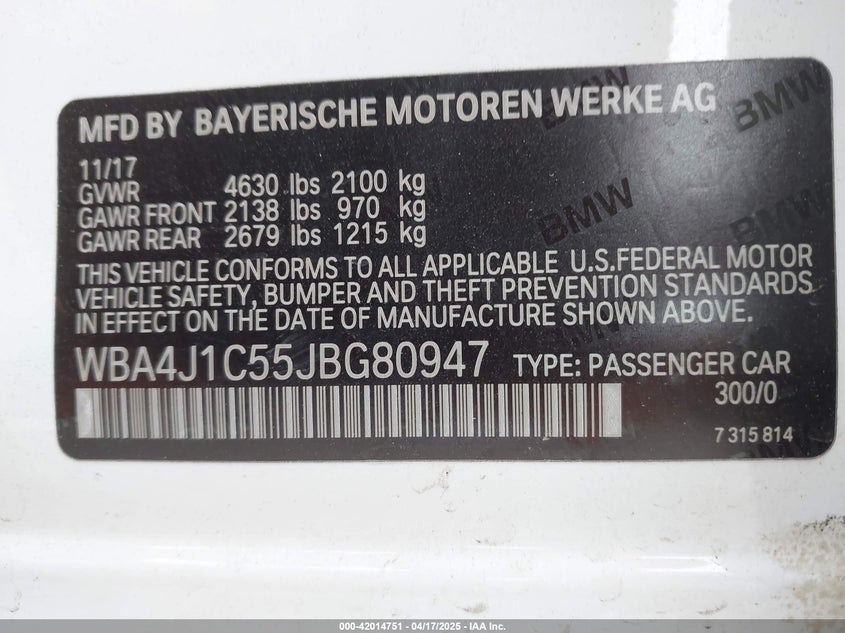 MFD BY BAYERISCHE MOTOREN WERKE AG
11/17
GVWR 4630 lbs 2100 kg
GAWR FRONT 2138 lbs 970 kg
GAWR REAR 2679 lbs 1215 kg
THIS VEHICLE CONFORMS TO ALL APPLICABLE U.S.FEDERAL MOTOR
VEHICLE SAFETY, BUMPER AND THEFT PREVENTION STANDARDS
IN EFFECT ON THE DATE OF MANUFACTURE SHOWN ABOVE.
WBA4J1C55JBG80947 TYPE: PASSENGER CAR
300/0
7 315 814
BMW
BMW
BMW
BMW
BMW
000-42014751 - 04/17/2025 - IAA Inc.